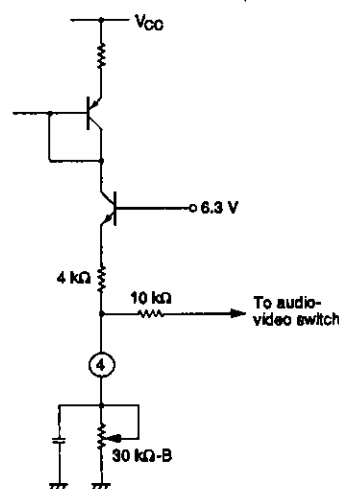 VCC
6.3 V
4 kΩ
10 kΩ
To audio-
video switch
4
30 kΩ-B